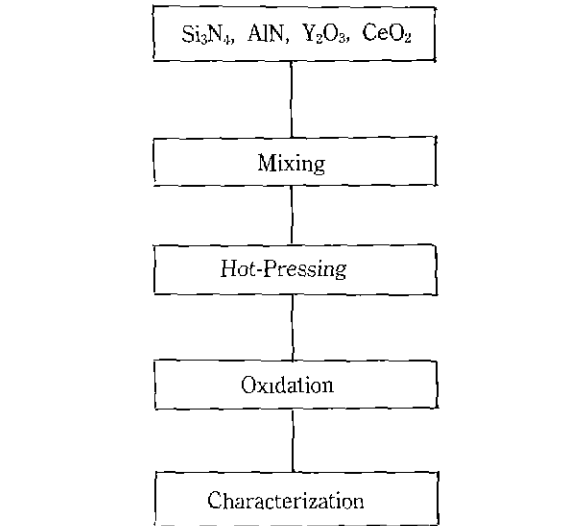 Si₃N₄, AlN, Y₂O₃, CeO₂
Mixing
Hot-Pressing
Oxidation
Characterization